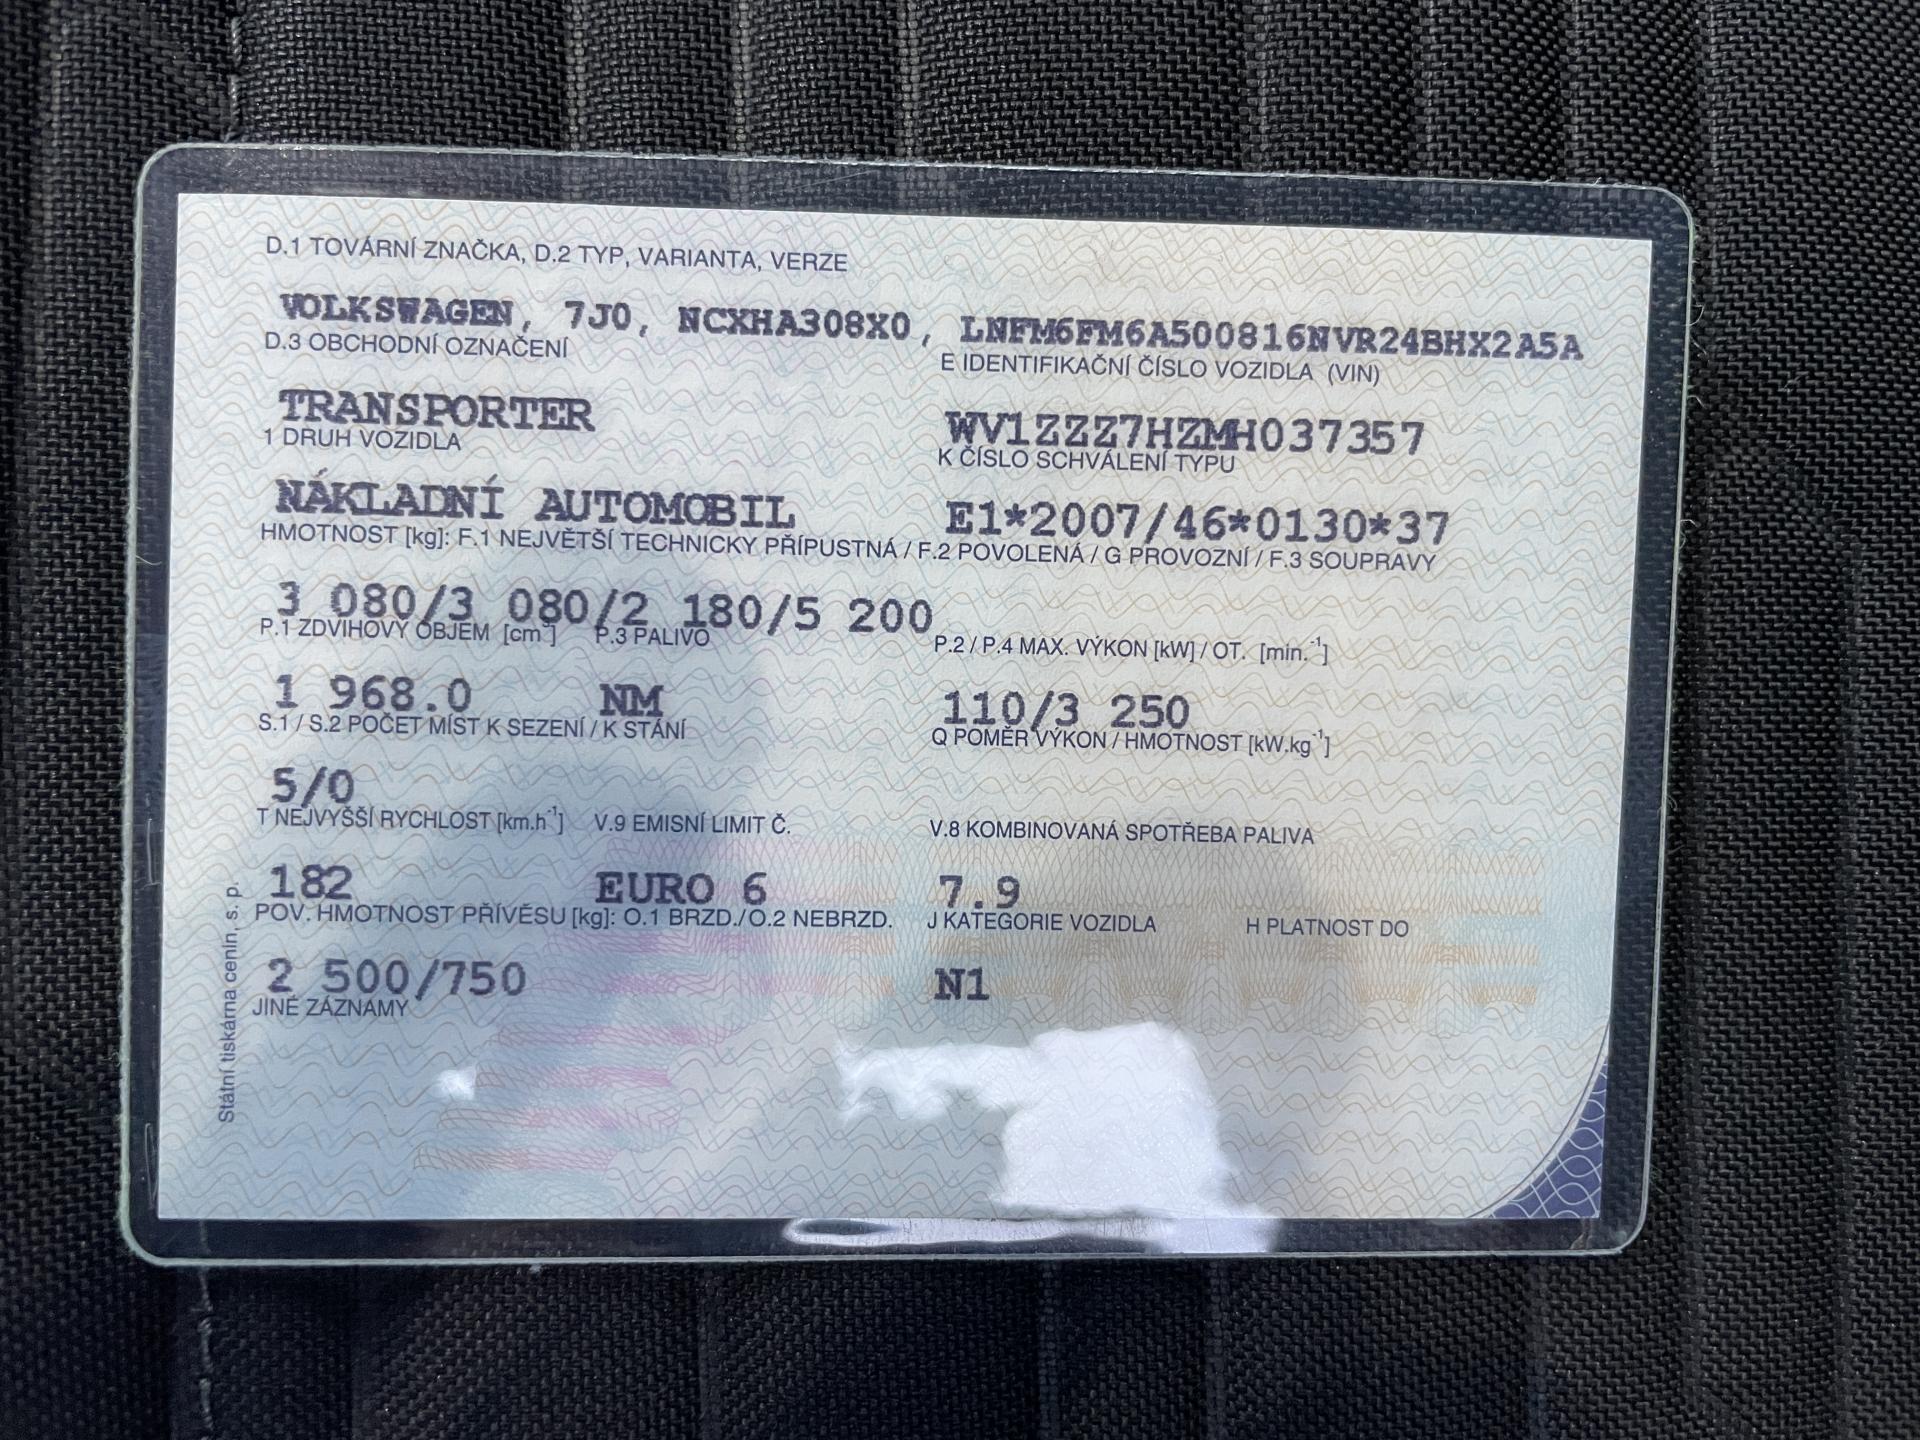 D.1 TOVÁRNÍ ZNAČKA, D.2 TYP, VARIANTA, VERZE
VOLKSWAGEN, 7J0, NCXHA308X0, LNFM6FM6A500816NVR24BHX2A5A
D.3 OBCHODNÍ OZNAČENÍ E IDENTIFIKAČNÍ ČÍSLO VOZIDLA (VIN)
TRANSPORTER WV1ZZZ7HZMH037357
1 DRUH VOZIDLA K ČÍSLO SCHVÁLENÍ TYPU
NÁKLADNÍ AUTOMOBIL E1*2007/46*0130*37
HMOTNOST [kg]: F.1 NEJVĚTŠÍ TECHNICKY PŘÍPUSTNÁ / F.2 POVOLENÁ / G PROVOZNÍ / F.3 SOUPRAVY
3 080/3 080/2 180/5 200
P.1 ZDVIHOVÝ OBJEM [cm³] P.3 PALIVO P.2 / P.4 MAX. VÝKON [kW] / OT. [min.⁻¹]
1 968.0 NM 110/3 250
S.1 / S.2 POČET MÍST K SEZENÍ / K STÁNÍ Q POMĚR VÝKON / HMOTNOST [kW.kg⁻¹]
5/0
T NEJVYŠŠÍ RYCHLOST [km.h⁻¹] V.9 EMISNÍ LIMIT Č. V.8 KOMBINOVANÁ SPOTŘEBA PALIVA
182 EURO 6 7.9
POV. HMOTNOST PŘÍVĚSU [kg]: O.1 BRZD./O.2 NEBRZD. J KATEGORIE VOZIDLA H PLATNOST DO
2 500/750 N1
JINÉ ZÁZNAMY
Státní tiskárna cenin, s. p.